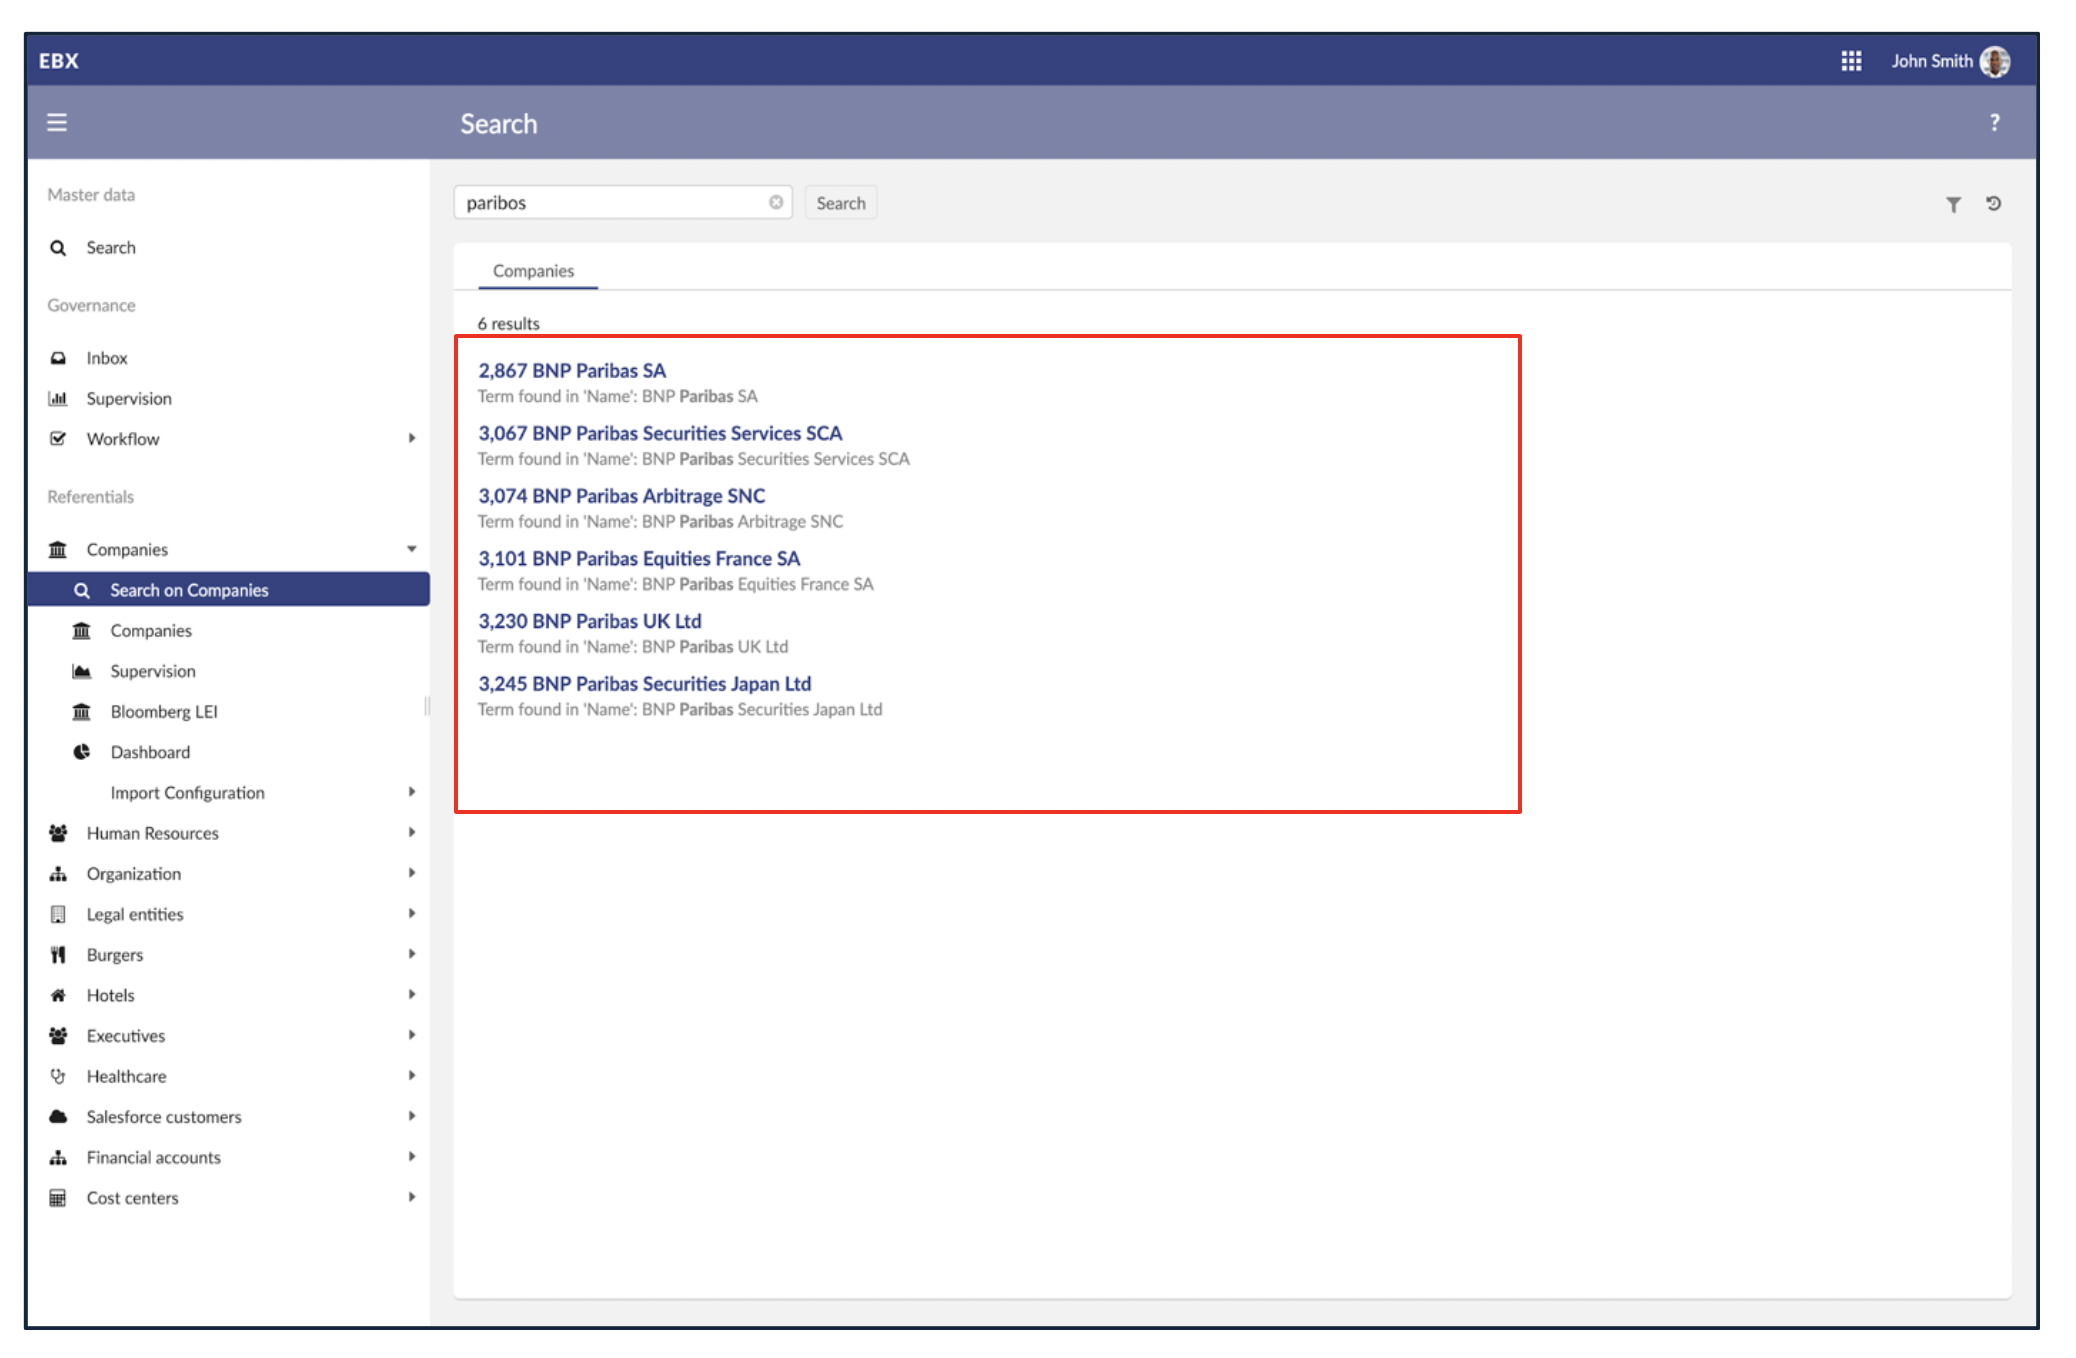 EBX
John Smith
Search
?
Master data
Search
Governance
Inbox
Supervision
Workflow
Referentials
Companies
Search on Companies
Companies
Supervision
Bloomberg LEI
Dashboard
Import Configuration
Human Resources
Organization
Legal entities
Burgers
Hotels
Executives
Healthcare
Salesforce customers
Financial accounts
Cost centers
paribos
Search
Companies
6 results
2,867 BNP Paribas SA
Term found in 'Name': BNP Paribas SA
3,067 BNP Paribas Securities Services SCA
Term found in 'Name': BNP Paribas Securities Services SCA
3,074 BNP Paribas Arbitrage SNC
Term found in 'Name': BNP Paribas Arbitrage SNC
3,101 BNP Paribas Equities France SA
Term found in 'Name': BNP Paribas Equities France SA
3,230 BNP Paribas UK Ltd
Term found in 'Name': BNP Paribas UK Ltd
3,245 BNP Paribas Securities Japan Ltd
Term found in 'Name': BNP Paribas Securities Japan Ltd